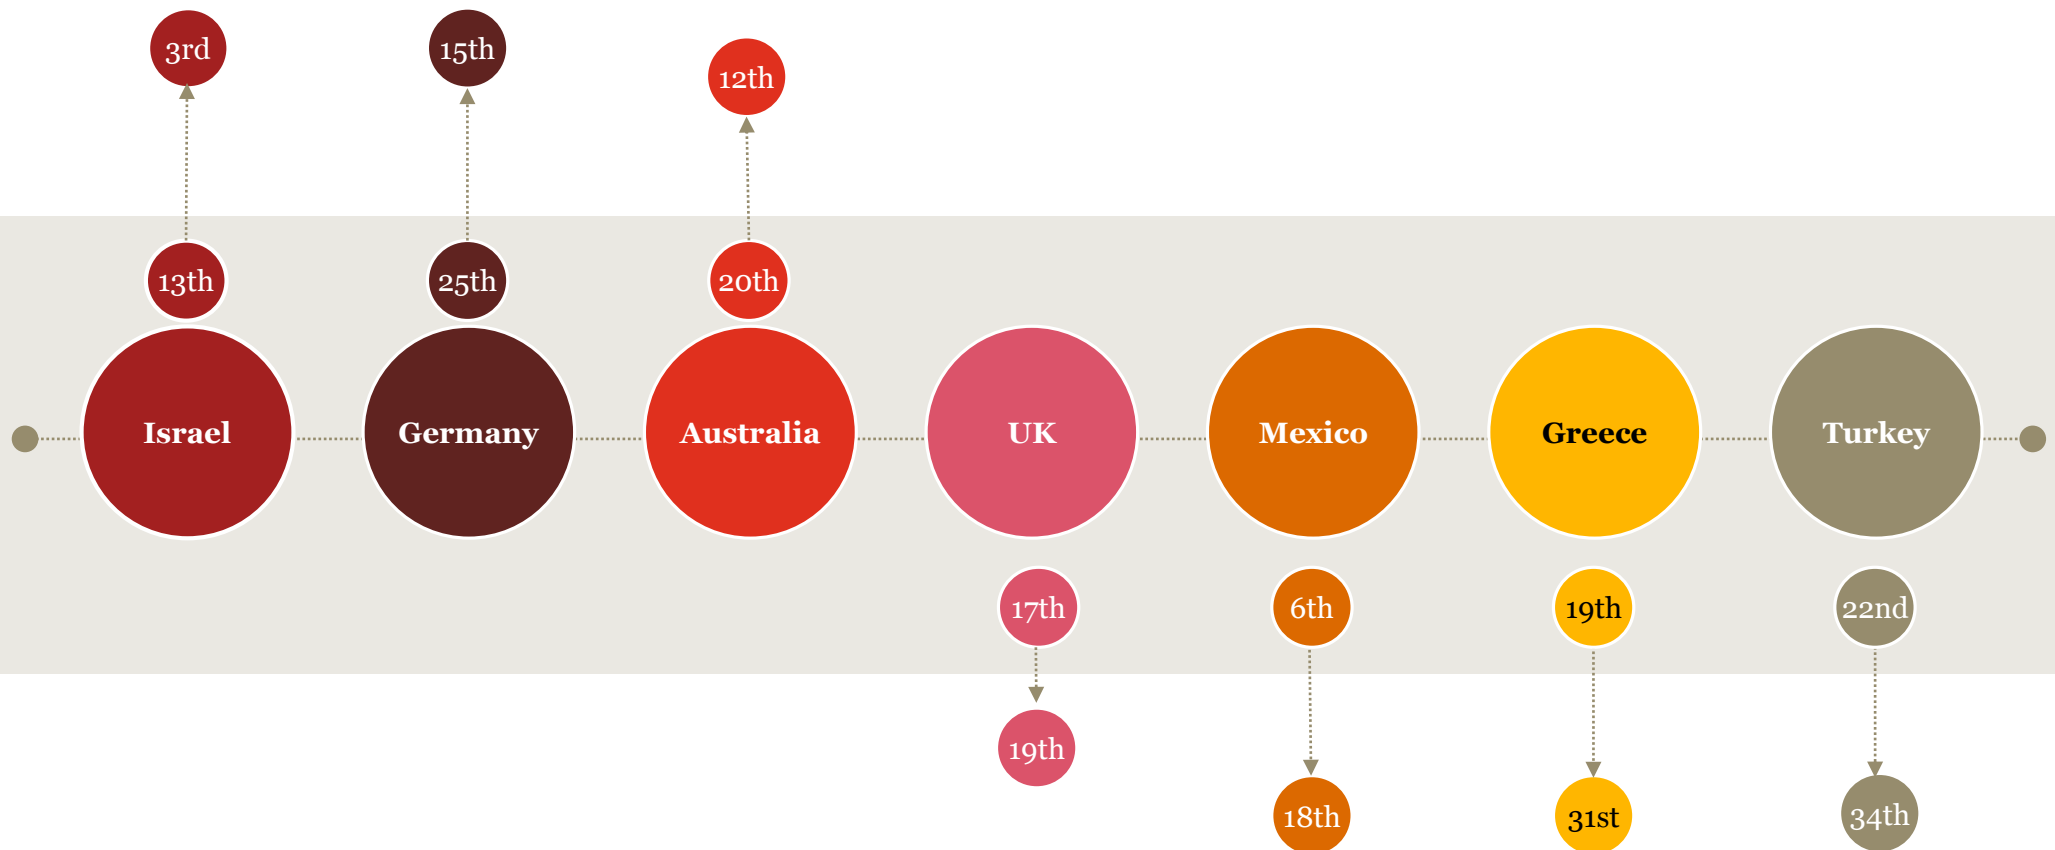 3rd
15th
12th
13th
25th
20th
Israel
Germany
Australia
UK
Mexico
Greece
Turkey
17th
6th
19th
22nd
19th
18th
31st
34th